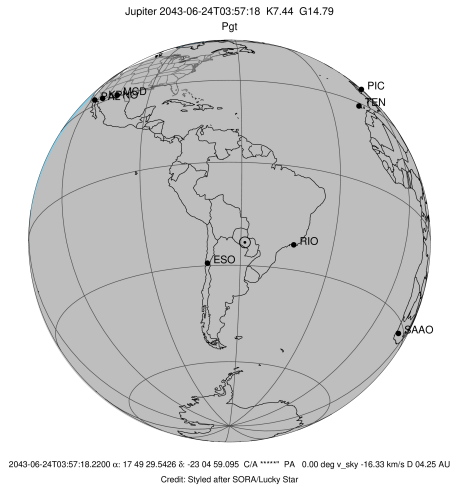 Jupiter 2043-06-24T03:57:18 K7.44 G14.79
Pgt
PIC
TEN
MCD
ESO
RIO
SAAO
2043-06-24T03:57:18.2200 α: 17 49 29.5426 δ: -23 04 59.095 C/A *****" PA 0.00 deg v_sky -16.33 km/s D 04.25 AU
Credit: Styled after SORA/Lucky Star